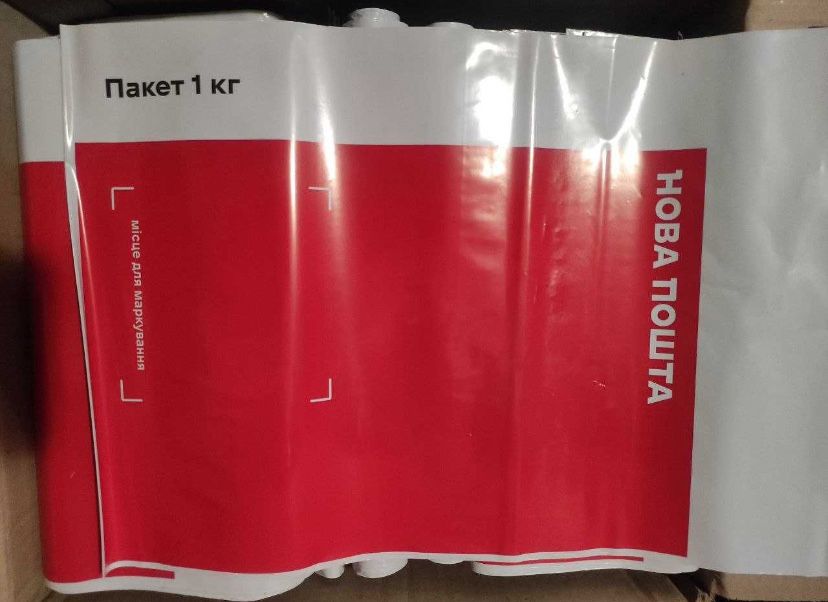 Пакет 1 кг
місце для маркування
НОВА ПОШТА